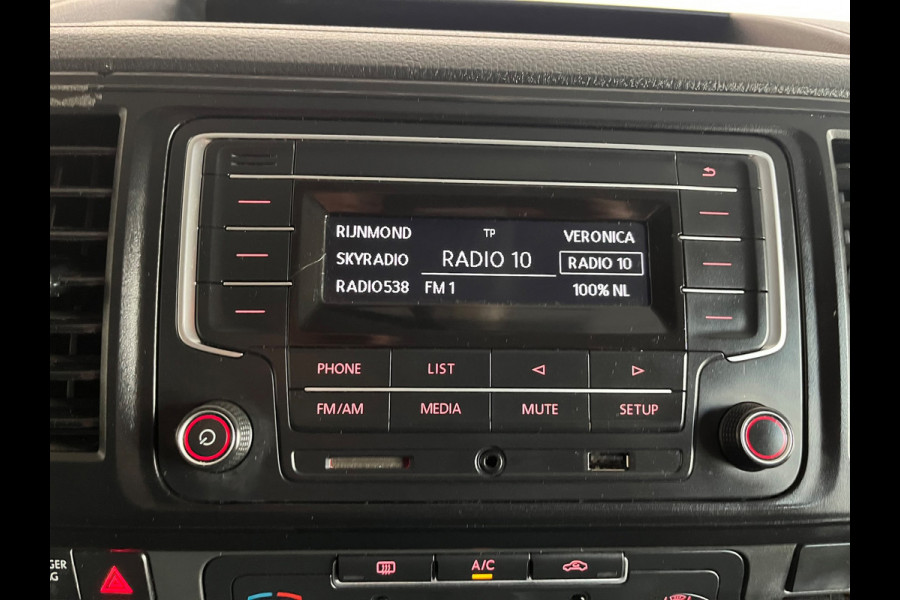 RIJNMOND TP VERONICA
SKYRADIO RADIO 10 RADIO 10
RADIO538 FM 1 100% NL
PHONE LIST
FM/AM MEDIA MUTE SETUP
A/C